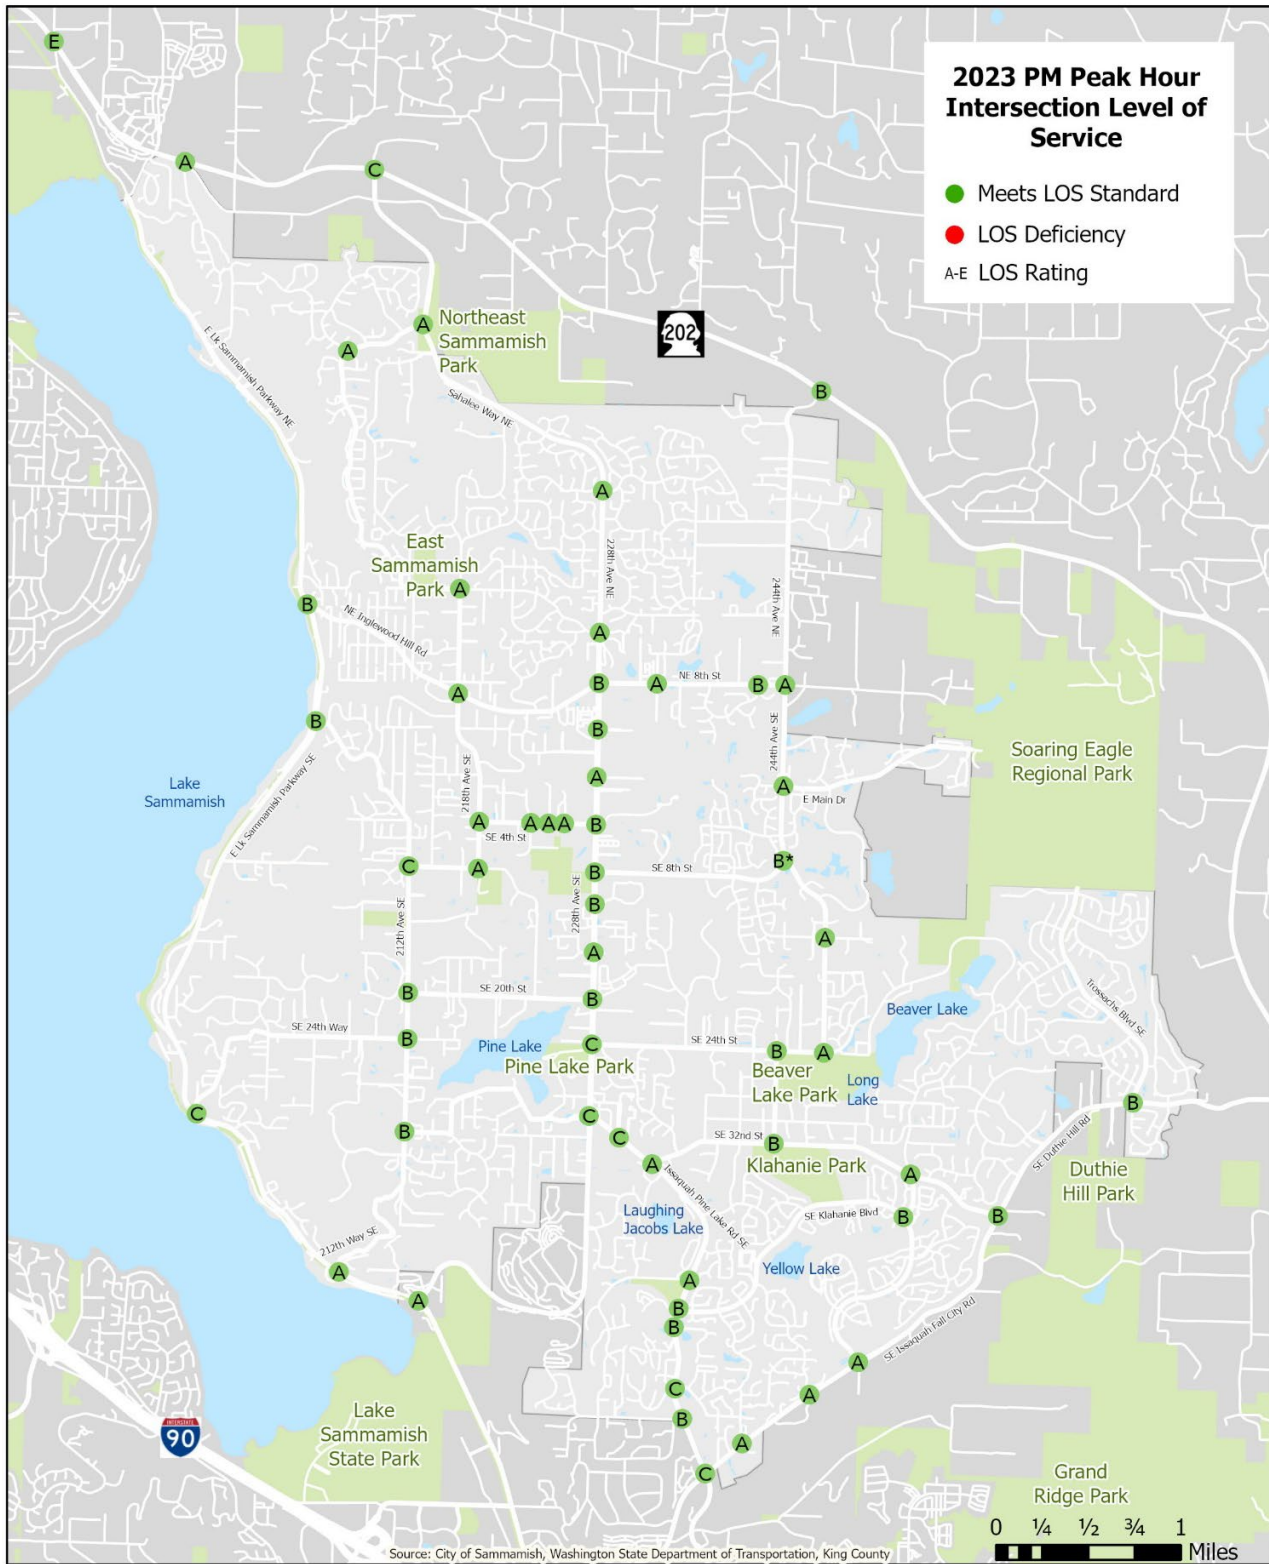 2023 PM Peak Hour
Intersection Level of
Service
Meets LOS Standard
LOS Deficiency
A-E LOS Rating
E
A
C
202
A
Northeast
Sammamish
Park
A
B
E Lk Sammamish Parkway NE
Sahalee Way NE
A
East
Sammamish
Park
A
228th Ave NE
244th Ave NE
B
NE Inglewood Hill Rd
A
A
B
A
NE 8th St
B
A
B
B
Lake
Sammamish
E Lk Sammamish Parkway SE
218th Ave SE
244th Ave SE
Soaring Eagle
Regional Park
A
A
E Main Dr
A
A
A
A
B
SE 4th St
C
A
B
SE 8th St
B*
212th Ave SE
228th Ave SE
B
A
A
B
SE 20th St
B
SE 24th Way
B
Pine Lake
C
Pine Lake Park
SE 24th St
B
A
Beaver Lake
Beaver
Lake Park
Long
Lake
Trossachs Blvd SE
C
B
C
C
A
SE 32nd St
B
Klahanie Park
A
B
SE Duthie Hill Rd
Duthie
Hill Park
Issaquah Pine Lake Rd SE
Laughing
Jacobs Lake
SE Klahanie Blvd
B
B
Yellow Lake
212th Way SE
A
A
A
B
B
SE Issaquah Fall City Rd
A
A
C
B
A
C
Lake
Sammamish
State Park
INTERSTATE
90
Grand
Ridge Park
0 ¼ ½ ¾ 1
Miles
Source: City of Sammamish, Washington State Department of Transportation, King County